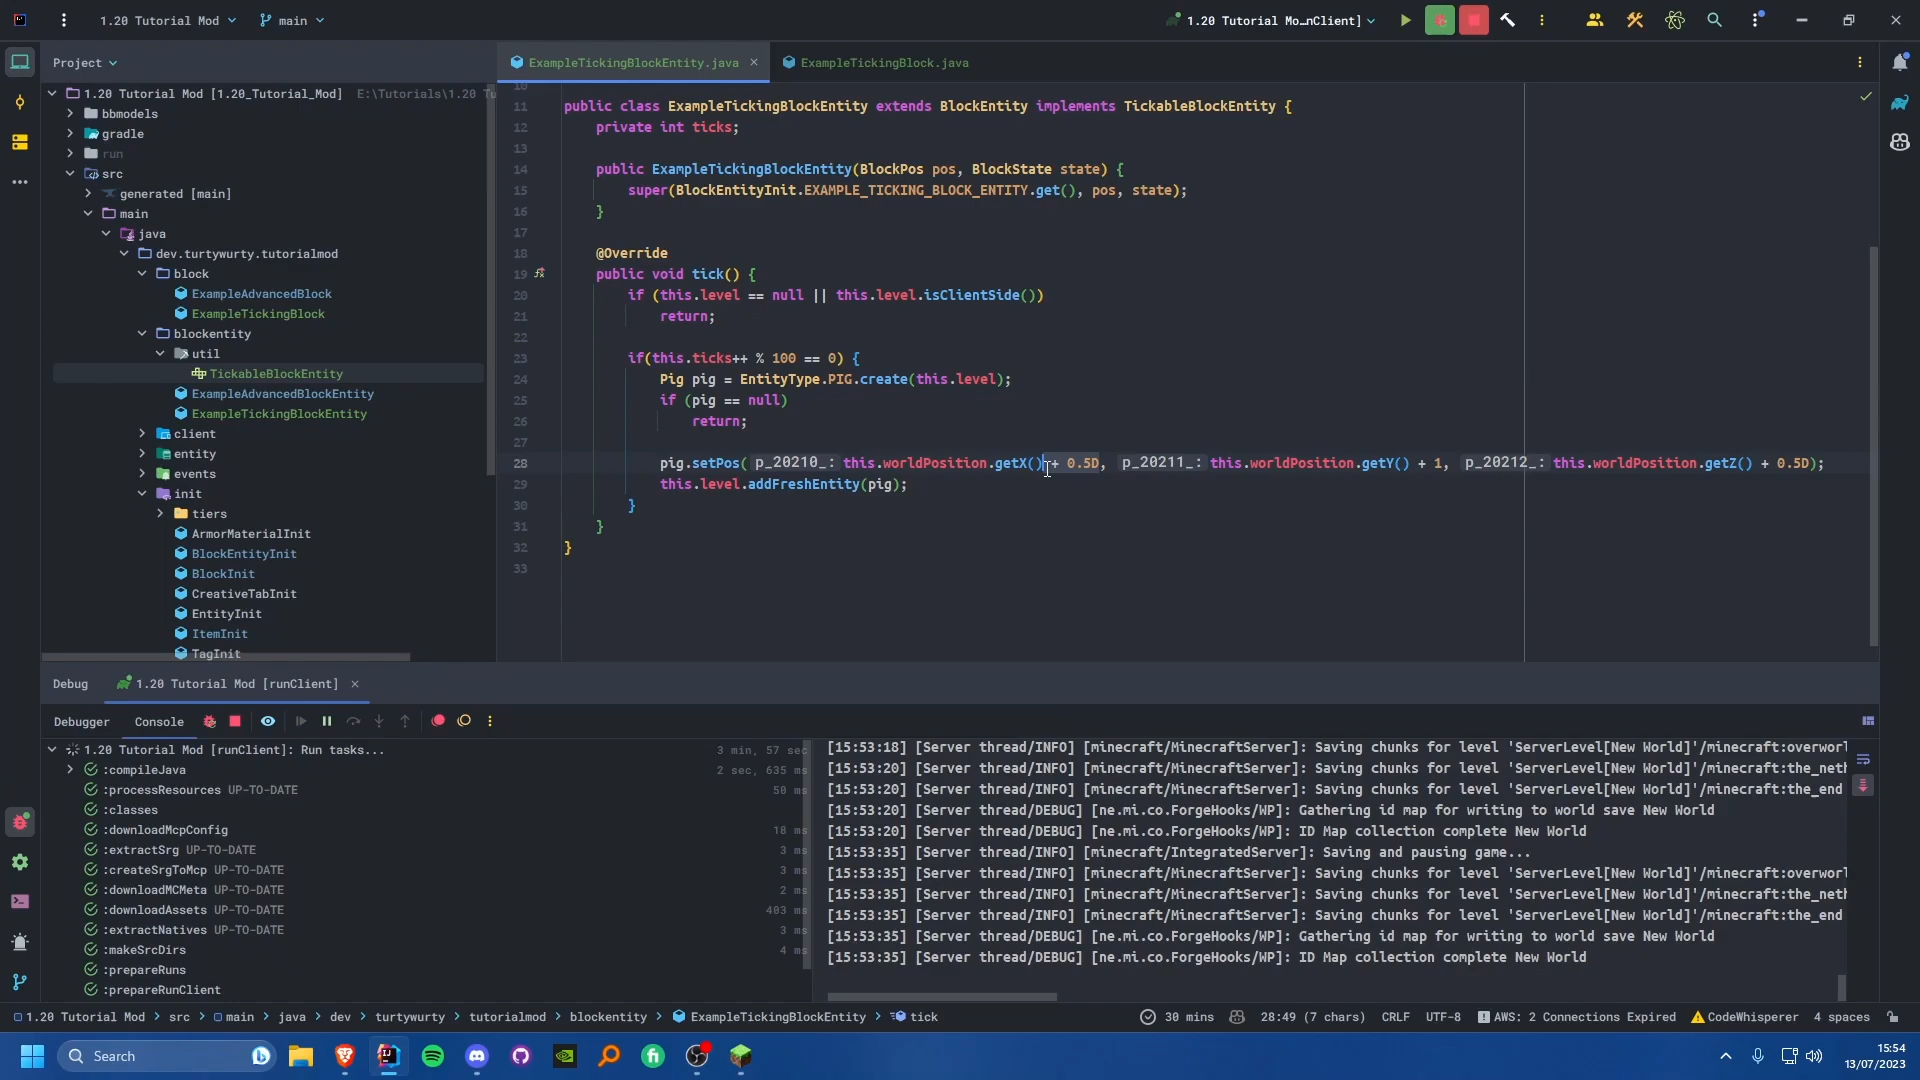 1.20 Tutorial Mod
main
1.20 Tutorial Mo…nClient]
Project
ExampleTickingBlockEntity.java
ExampleTickingBlock.java
1.20 Tutorial Mod [1.20_Tutorial_Mod] E:\Tutorials\1.20 Tu
bbmodels
gradle
run
src
generated [main]
main
java
dev.turtywurty.tutorialmod
block
ExampleAdvancedBlock
ExampleTickingBlock
blockentity
util
TickableBlockEntity
ExampleAdvancedBlockEntity
ExampleTickingBlockEntity
client
entity
events
init
tiers
ArmorMaterialInit
BlockEntityInit
BlockInit
CreativeTabInit
EntityInit
ItemInit
TagInit
10
11 public class ExampleTickingBlockEntity extends BlockEntity implements TickableBlockEntity {
12 private int ticks;
13
14 public ExampleTickingBlockEntity(BlockPos pos, BlockState state) {
15 super(BlockEntityInit.EXAMPLE_TICKING_BLOCK_ENTITY.get(), pos, state);
16 }
17
18 @Override
19 public void tick() {
20 if (this.level == null || this.level.isClientSide())
21 return;
22
23 if(this.ticks++ % 100 == 0) {
24 Pig pig = EntityType.PIG.create(this.level);
25 if (pig == null)
26 return;
27
28 pig.setPos( p_20210_: this.worldPosition.getX() + 0.5D, p_20211_: this.worldPosition.getY() + 1, p_20212_: this.worldPosition.getZ() + 0.5D);
29 this.level.addFreshEntity(pig);
30 }
31 }
32 }
33
Debug
1.20 Tutorial Mod [runClient]
Debugger
Console
1.20 Tutorial Mod [runClient]: Run tasks... 3 min, 57 sec
:compileJava 2 sec, 635 ms
:processResources UP-TO-DATE 50 ms
:classes
:downloadMcpConfig 18 ms
:extractSrg UP-TO-DATE 3 ms
:createSrgToMcp UP-TO-DATE 3 ms
:downloadMCMeta UP-TO-DATE 2 ms
:downloadAssets UP-TO-DATE 403 ms
:extractNatives UP-TO-DATE 3 ms
:makeSrcDirs 4 ms
:prepareRuns
:prepareRunClient
[15:53:18] [Server thread/INFO] [minecraft/MinecraftServer]: Saving chunks for level 'ServerLevel[New World]'/minecraft:overworl
[15:53:20] [Server thread/INFO] [minecraft/MinecraftServer]: Saving chunks for level 'ServerLevel[New World]'/minecraft:the_neth
[15:53:20] [Server thread/INFO] [minecraft/MinecraftServer]: Saving chunks for level 'ServerLevel[New World]'/minecraft:the_end
[15:53:20] [Server thread/DEBUG] [ne.mi.co.ForgeHooks/WP]: Gathering id map for writing to world save New World
[15:53:20] [Server thread/DEBUG] [ne.mi.co.ForgeHooks/WP]: ID Map collection complete New World
[15:53:35] [Server thread/INFO] [minecraft/IntegratedServer]: Saving and pausing game...
[15:53:35] [Server thread/INFO] [minecraft/MinecraftServer]: Saving chunks for level 'ServerLevel[New World]'/minecraft:overworl
[15:53:35] [Server thread/INFO] [minecraft/MinecraftServer]: Saving chunks for level 'ServerLevel[New World]'/minecraft:the_neth
[15:53:35] [Server thread/INFO] [minecraft/MinecraftServer]: Saving chunks for level 'ServerLevel[New World]'/minecraft:the_end
[15:53:35] [Server thread/DEBUG] [ne.mi.co.ForgeHooks/WP]: Gathering id map for writing to world save New World
[15:53:35] [Server thread/DEBUG] [ne.mi.co.ForgeHooks/WP]: ID Map collection complete New World
1.20 Tutorial Mod > src > main > java > dev > turtywurty > tutorialmod > blockentity > ExampleTickingBlockEntity > tick
30 mins 28:49 (7 chars) CRLF UTF-8 AWS: 2 Connections Expired CodeWhisperer 4 spaces
Search
15:54
13/07/2023